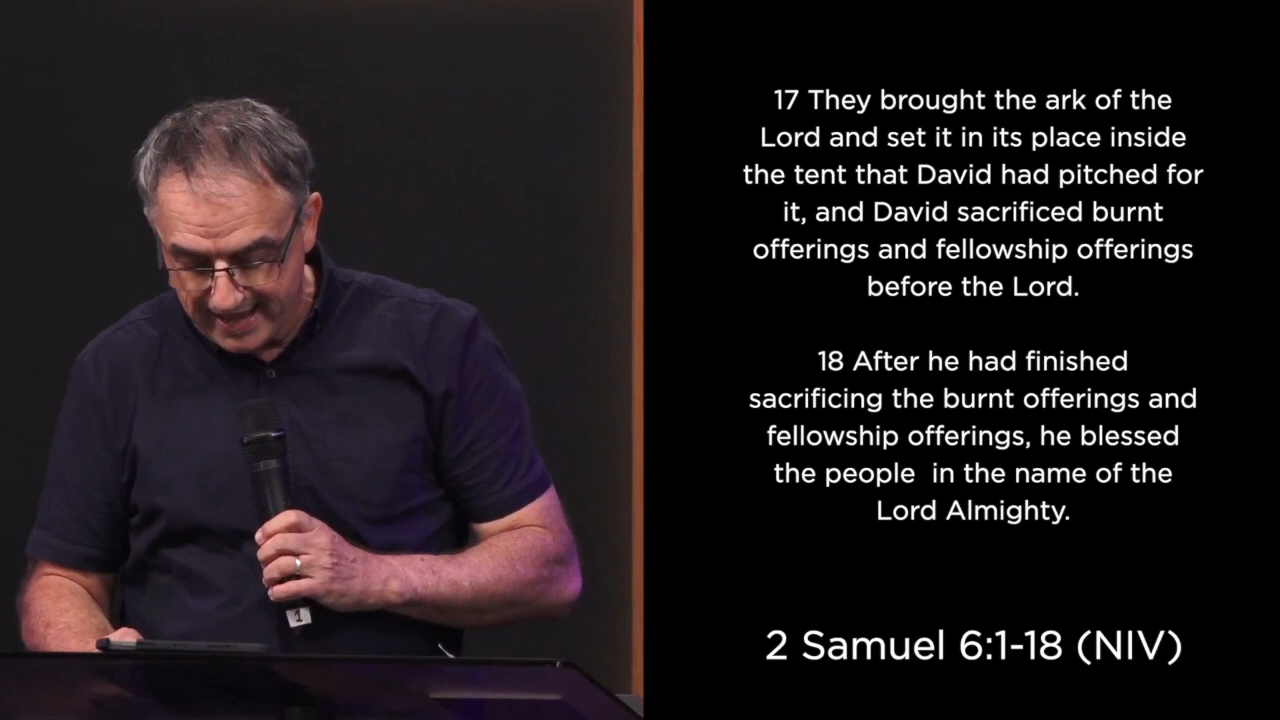 17 They brought the ark of the
Lord and set it in its place inside
the tent that David had pitched for
it, and David sacrificed burnt
offerings and fellowship offerings
before the Lord.
18 After he had finished
sacrificing the burnt offerings and
fellowship offerings, he blessed
the people  in the name of the
Lord Almighty.
2 Samuel 6:1-18 (NIV)
1